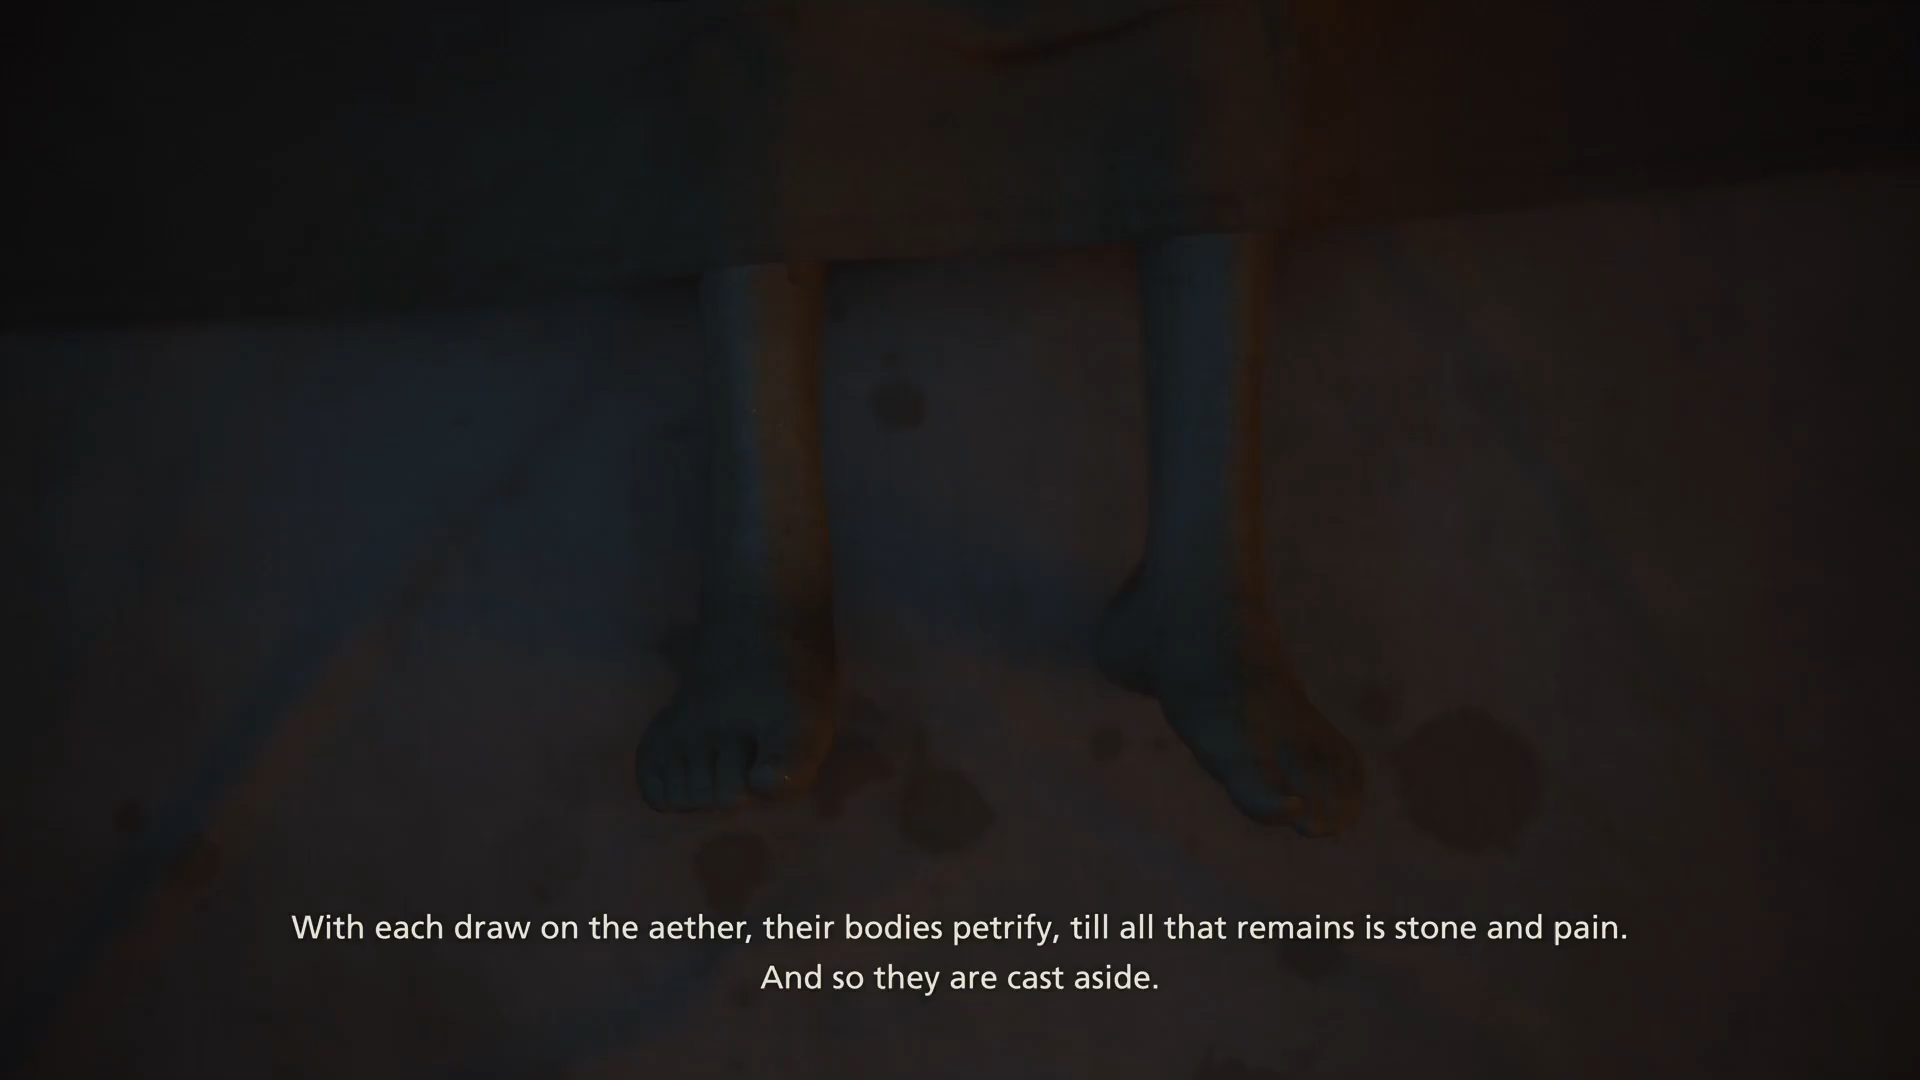 With each draw on the aether, their bodies petrify, till all that remains is stone and pain.
And so they are cast aside.